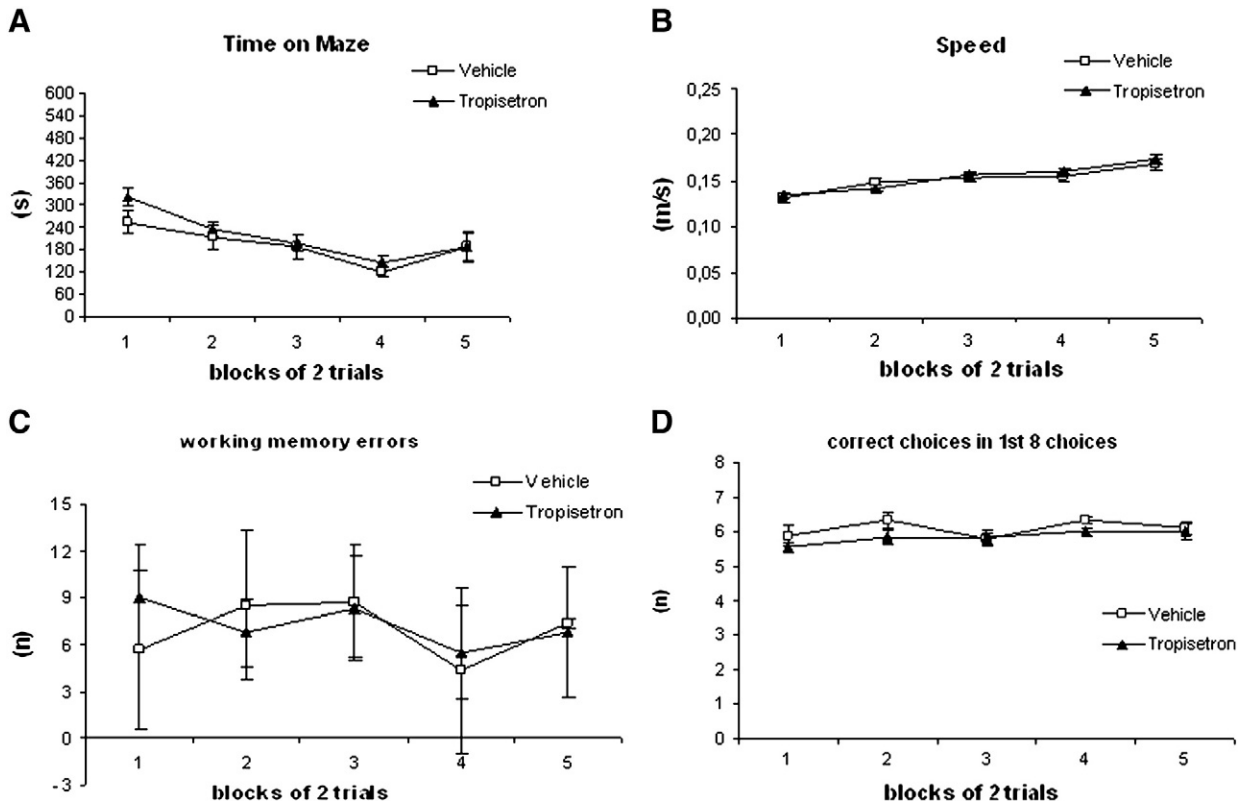 A
Time on Maze
Vehicle
Tropisetron
600
540
480
420
360
300
240
180
120
60
0
(s)
1 2 3 4 5
blocks of 2 trials
B
Speed
Vehicle
Tropisetron
0,25
0,20
0,15
0,10
0,05
0,00
(m/s)
1 2 3 4 5
blocks of 2 trials
C
working memory errors
Vehicle
Tropisetron
15
12
9
6
3
0
-3
(n)
1 2 3 4 5
blocks of 2 trials
D
correct choices in 1st 8 choices
8
7
6
5
4
3
2
1
0
(n)
Vehicle
Tropisetron
1 2 3 4 5
blocks of 2 trials